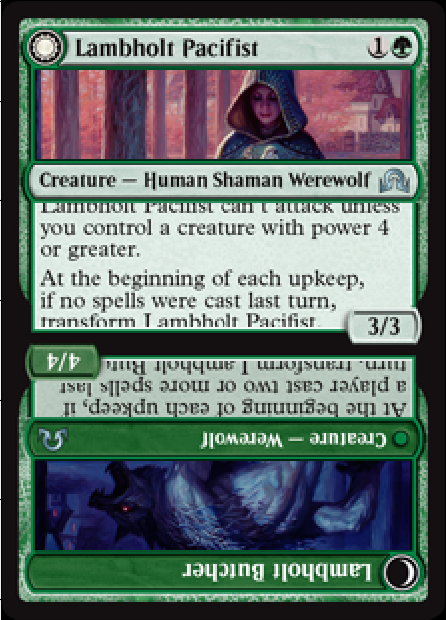 Lambholt Pacifist
1
Creature — Human Shaman Werewolf
Lambholt Pacifist can't attack unless
you control a creature with power 4
or greater.
At the beginning of each upkeep,
if no spells were cast last turn,
transform Lambholt Pacifist.
3/3
Lambholt Butcher
Creature — Werewolf
At the beginning of each upkeep, if
a player cast two or more spells last
turn, transform Lambholt
4/4